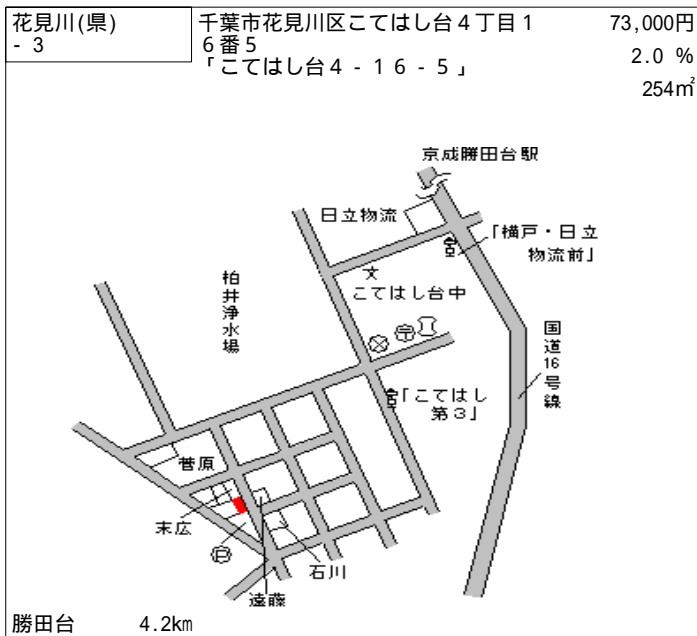 花見川(県)
- 3
千葉市花見川区こてはし台４丁目１
６番５
「こてはし台４‐１６‐５」
73,000円
2.0 %
254㎡
京成勝田台駅
日立物流
「横戸・日立
物流前」
文
こてはし台中
柏井浄水場
〒
国道16号線
「こてはし
第３」
菅原
末広
石川
遠藤
勝田台 4.2km